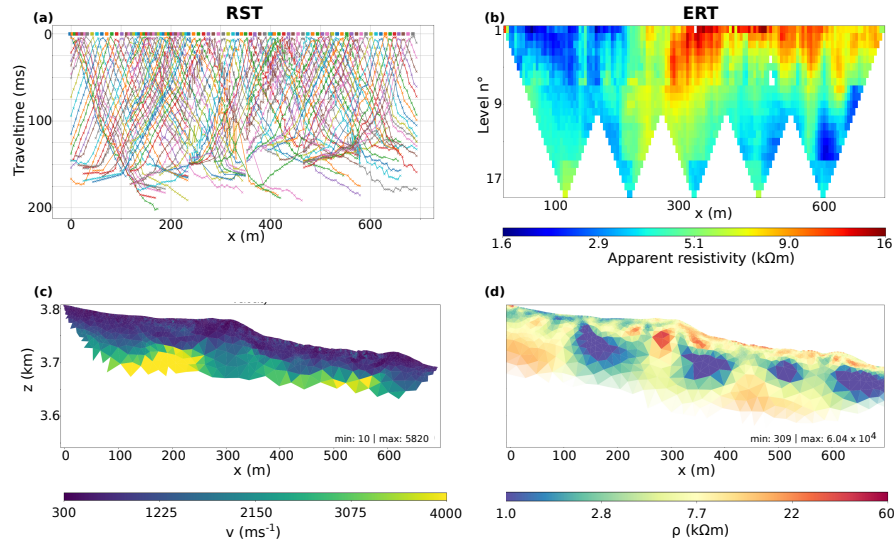 RST
ERT
(a)
(b)
0
100
200
Traveltime (ms)
0
200
400
600
x (m)
1
9
17
Level n°
100
300
600
x (m)
1.6
2.9
5.1
9.0
16
Apparent resistivity (kΩm)
(c)
(d)
3.8
3.7
3.6
z (km)
min: 10 | max: 5820
0
100
200
300
400
500
600
x (m)
min: 309 | max: 6.04 x 10⁴
0
100
200
300
400
500
600
x (m)
300
1225
2150
3075
4000
v (ms⁻¹)
1.0
2.8
7.7
22
60
ρ (kΩm)